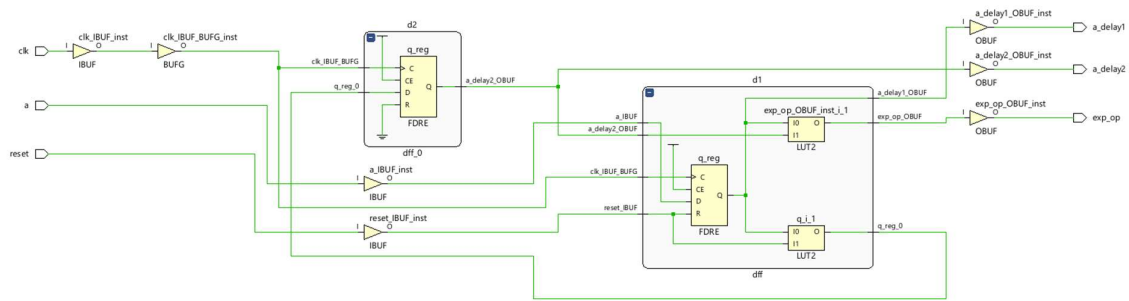 clk
clk_IBUF_inst
I
O
IBUF
clk_IBUF_BUFG_inst
I
O
BUFG
a
reset
d2
clk_IBUF_BUFG
q_reg_0
q_reg
C
CE
D
R
Q
FDRE
a_delay2_OBUF
dff_0
a_IBUF_inst
I
O
IBUF
reset_IBUF_inst
I
O
IBUF
d1
a_IBUF
a_delay2_OBUF
clk_IBUF_BUFG
reset_IBUF
q_reg
C
CE
D
R
Q
FDRE
exp_op_OBUF_inst_i_1
I0
I1
O
LUT2
q_i_1
I0
I1
O
LUT2
a_delay1_OBUF
exp_op_OBUF
q_reg_0
dff
a_delay1_OBUF_inst
I
O
OBUF
a_delay1
a_delay2_OBUF_inst
I
O
OBUF
a_delay2
exp_op_OBUF_inst
I
O
OBUF
exp_op